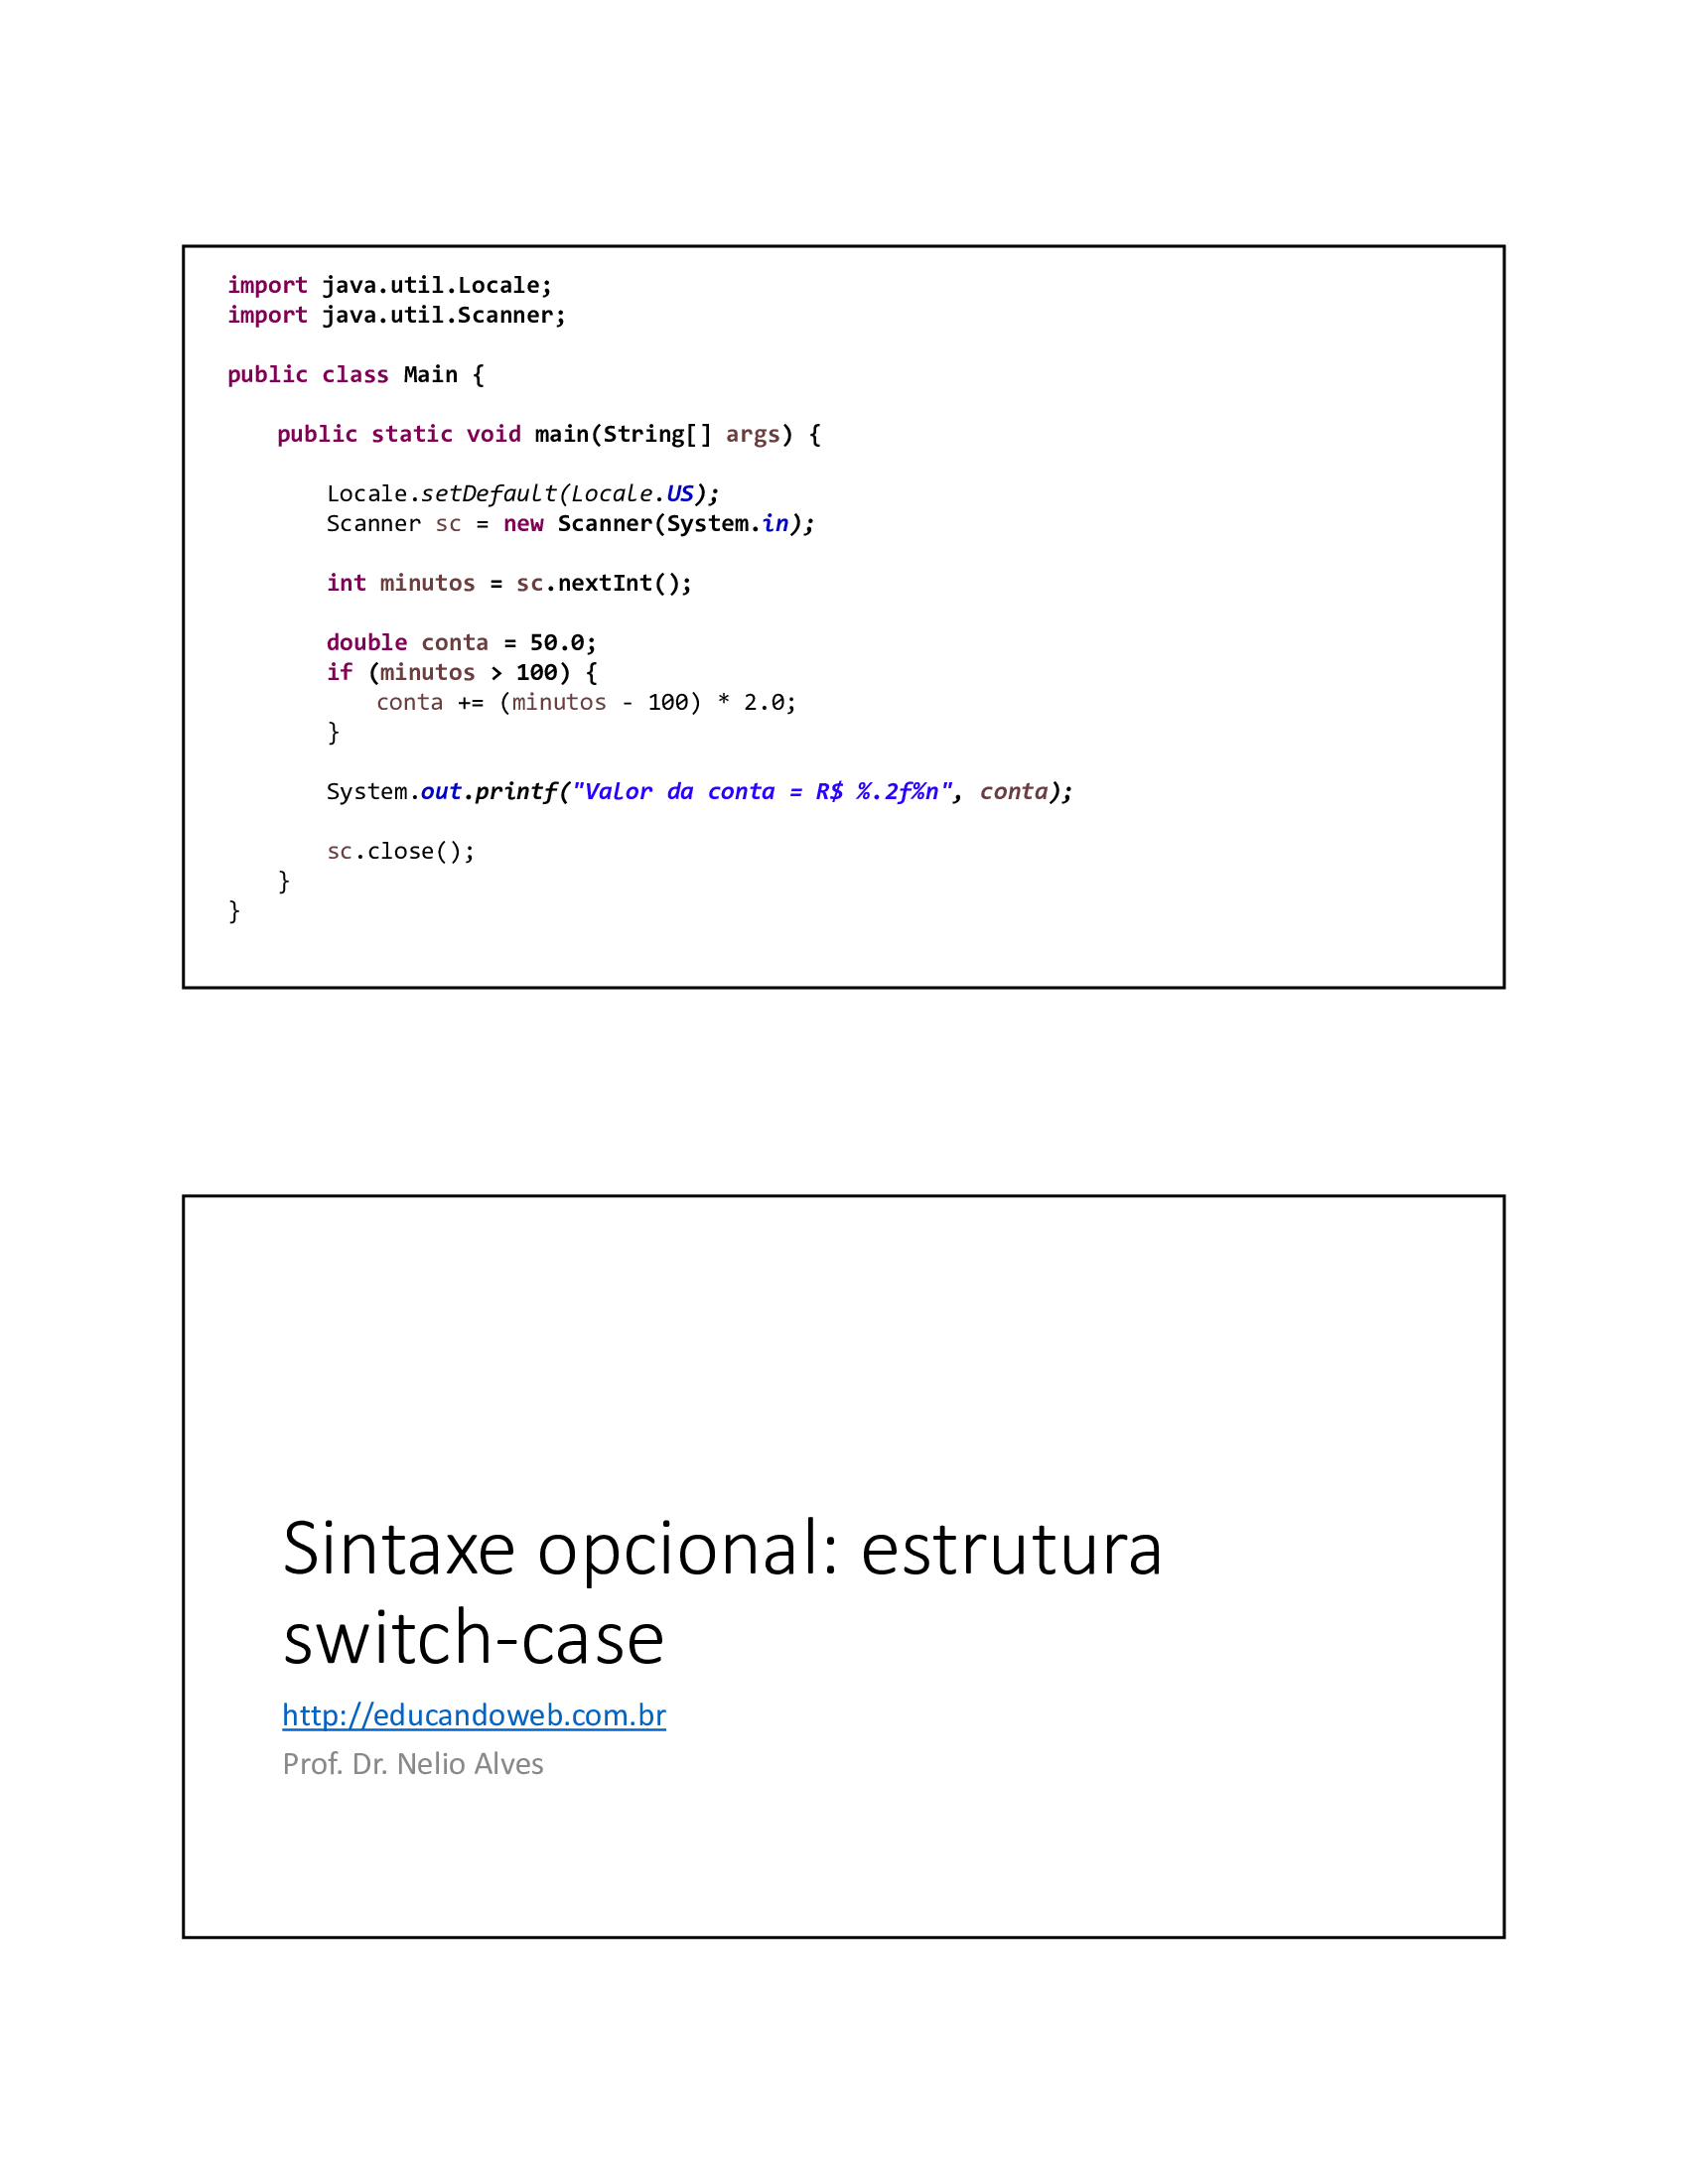 import java.util.Locale;
import java.util.Scanner;
public class Main {
public static void main(String[] args) {
Locale.setDefault(Locale.US);
Scanner sc = new Scanner(System.in);
int minutos = sc.nextInt();
double conta = 50.0;
if (minutos > 100) {
conta += (minutos - 100) * 2.0;
}
System.out.printf("Valor da conta = R$ %.2f%n", conta);
sc.close();
}
}
Sintaxe opcional: estrutura
switch-case
http://educandoweb.com.br
Prof. Dr. Nelio Alves